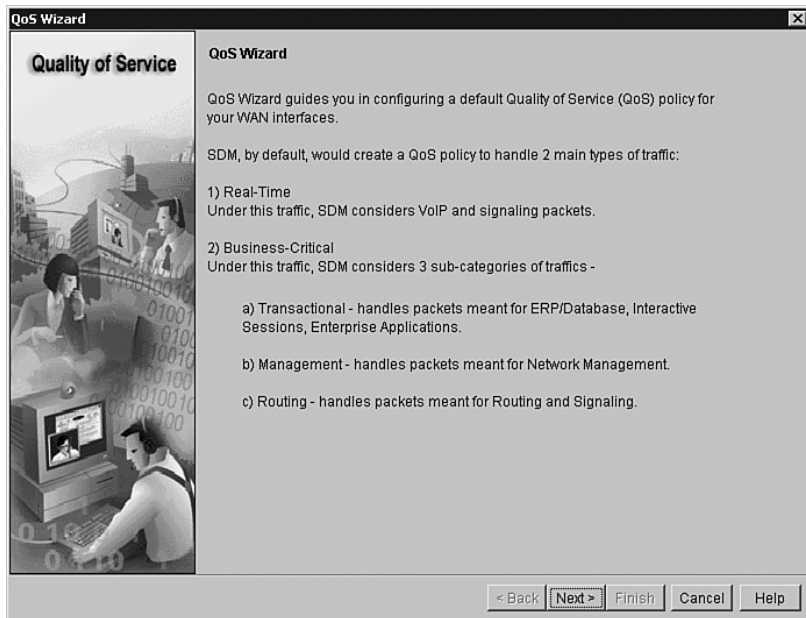 QoS Wizard
Quality of Service
QoS Wizard
QoS Wizard guides you in configuring a default Quality of Service (QoS) policy for
your WAN interfaces.
SDM, by default, would create a QoS policy to handle 2 main types of traffic:
1) Real-Time
Under this traffic, SDM considers VoIP and signaling packets.
2) Business-Critical
Under this traffic, SDM considers 3 sub-categories of traffics -
a) Transactional - handles packets meant for ERP/Database, Interactive
Sessions, Enterprise Applications.
b) Management - handles packets meant for Network Management.
c) Routing - handles packets meant for Routing and Signaling.
< Back Next > Finish Cancel Help